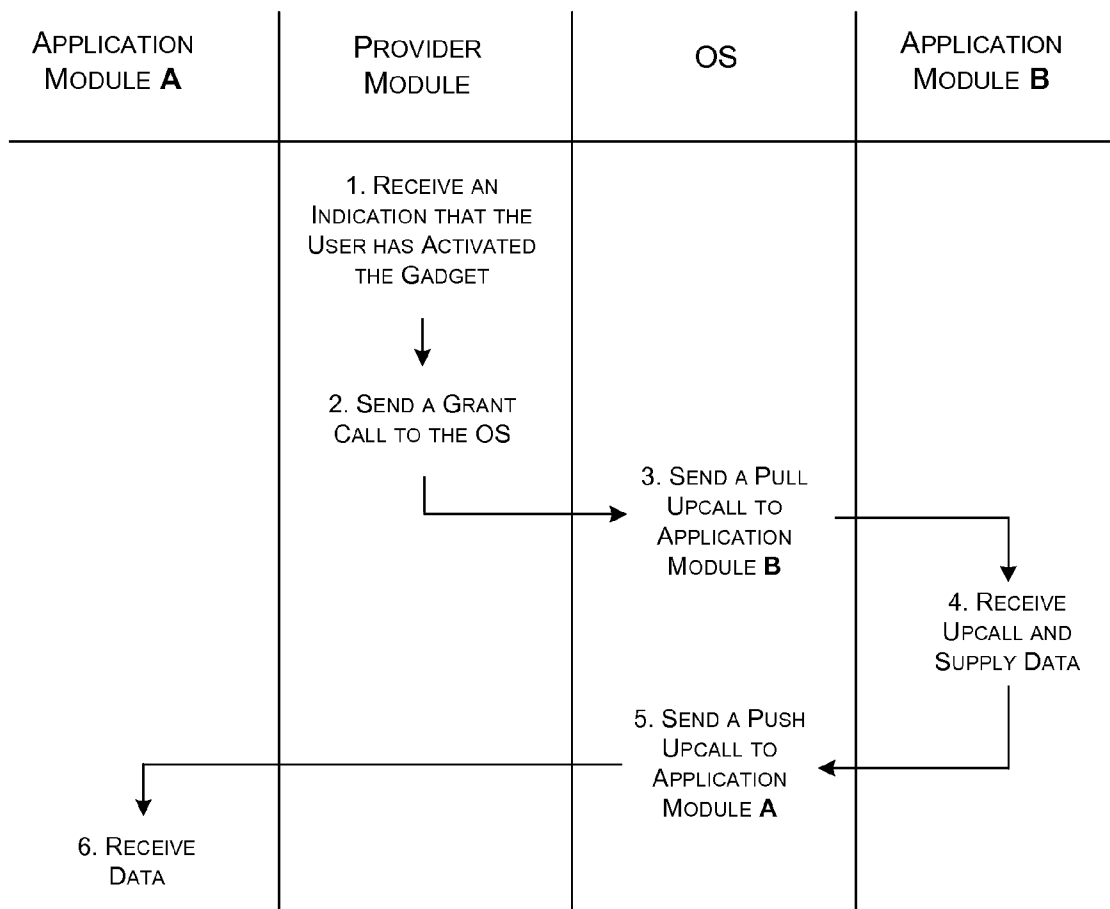 APPLICATION
MODULE A
PROVIDER
MODULE
OS
APPLICATION
MODULE B
1. RECEIVE AN
INDICATION THAT THE
USER HAS ACTIVATED
THE GADGET
2. SEND A GRANT
CALL TO THE OS
3. SEND A PULL
UPCALL TO
APPLICATION
MODULE B
4. RECEIVE
UPCALL AND
SUPPLY DATA
5. SEND A PUSH
UPCALL TO
APPLICATION
MODULE A
6. RECEIVE
DATA